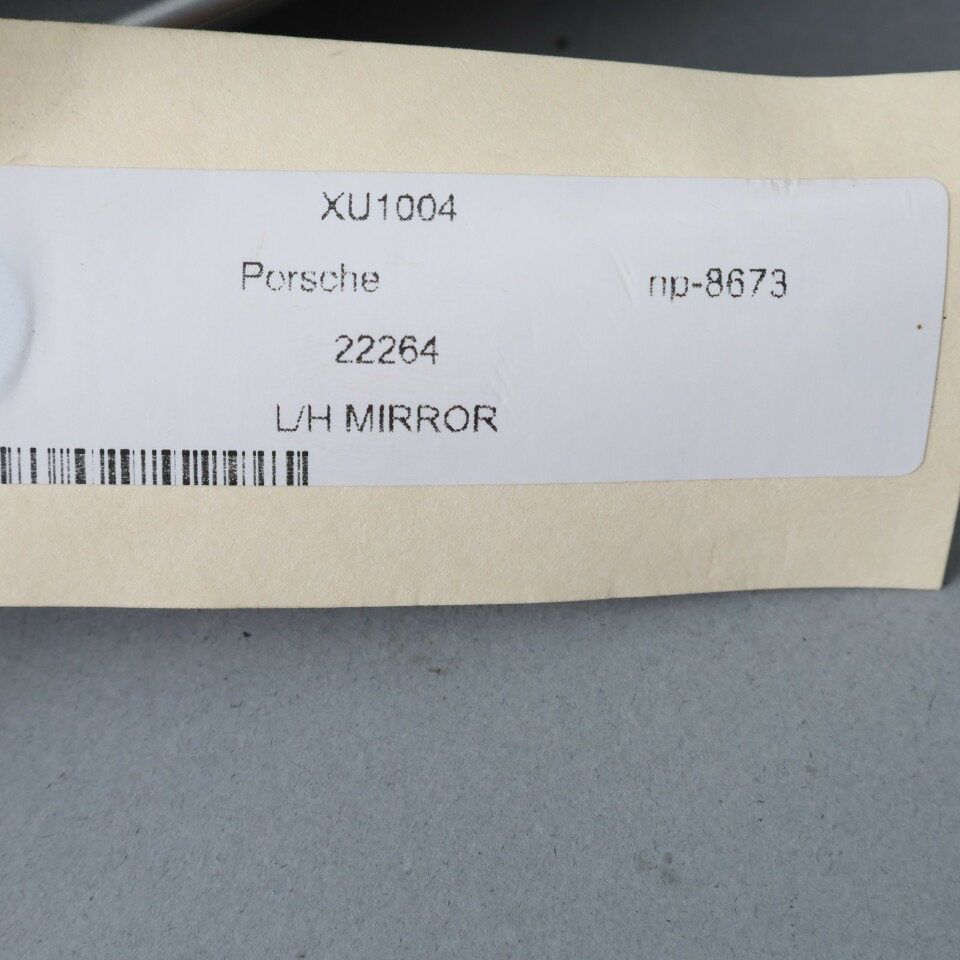 XU1004
Porsche np-8673
22264
L/H MIRROR